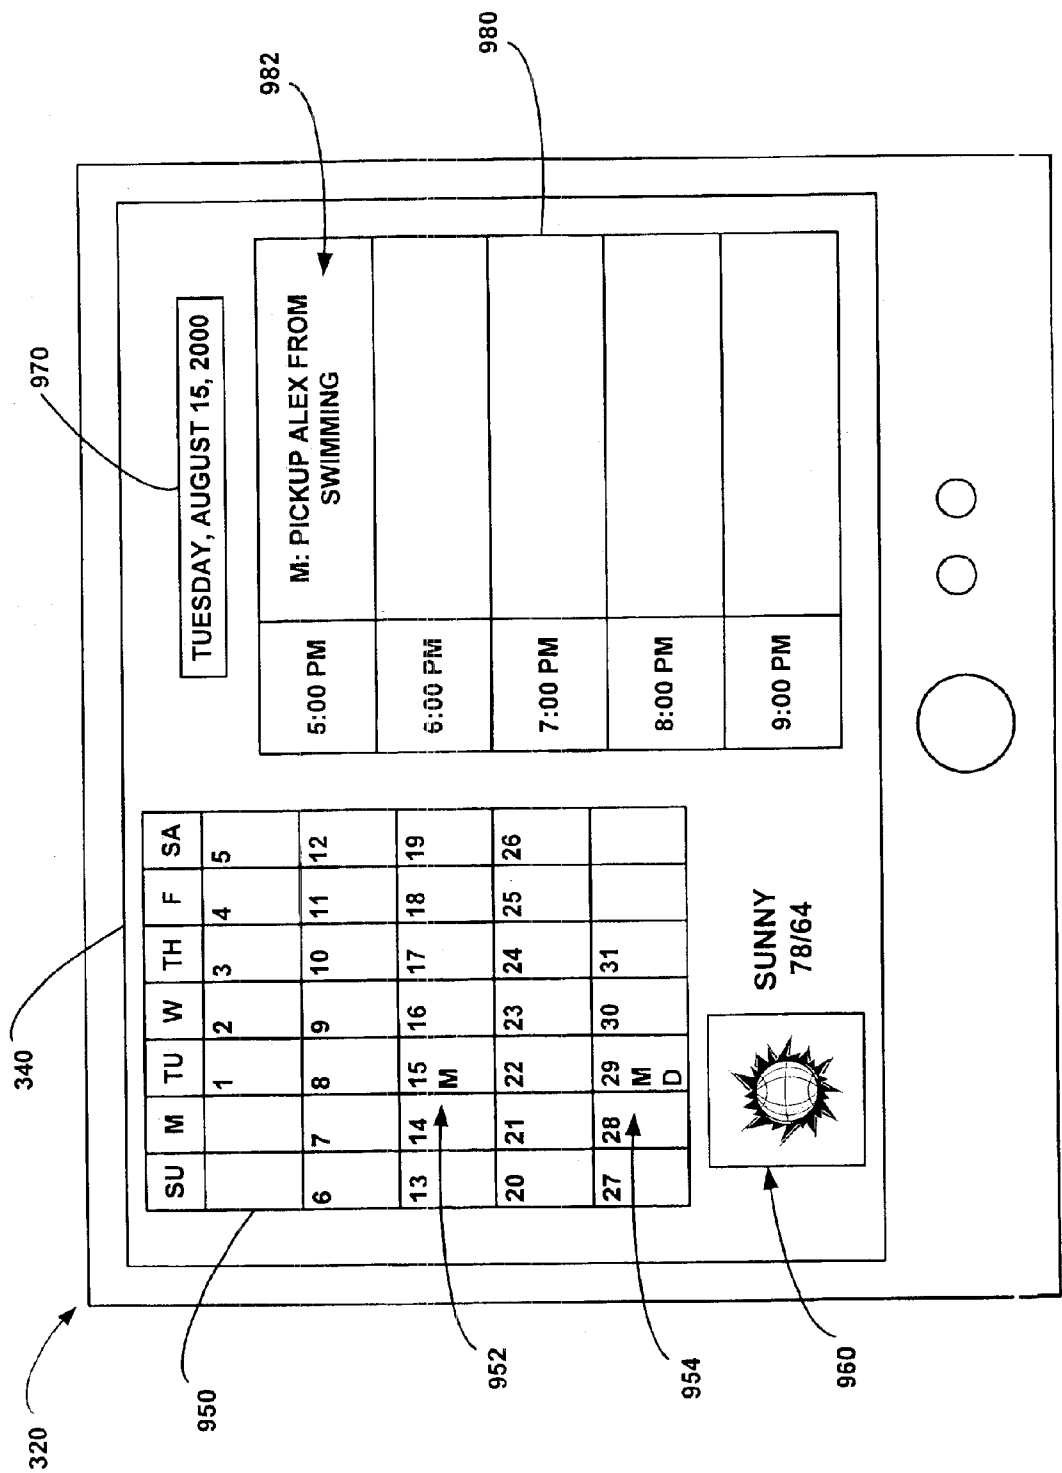 320
340
970
982
980
TUESDAY, AUGUST 15, 2000
SU M TU W TH F SA
1 2 3 4 5
6 7 8 9 10 11 12
13 14 15 16 17 18 19
M
20 21 22 23 24 25 26
27 28 29 30 31
M
D
5:00 PM
M: PICKUP ALEX FROM
SWIMMING
6:00 PM
7:00 PM
8:00 PM
9:00 PM
SUNNY
78/64
950
952
954
960